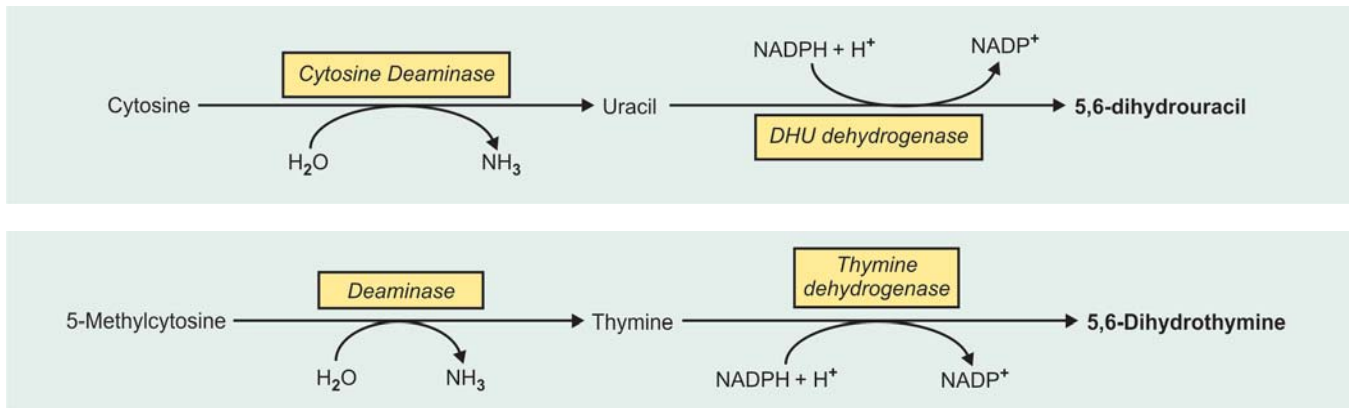 NADPH + H⁺ NADP⁺
Cytosine Deaminase
Cytosine Uracil 5,6-dihydrouracil
DHU dehydrogenase
H₂O NH₃
Thymine
dehydrogenase
Deaminase
5-Methylcytosine Thymine 5,6-Dihydrothymine
H₂O NH₃ NADPH + H⁺ NADP⁺